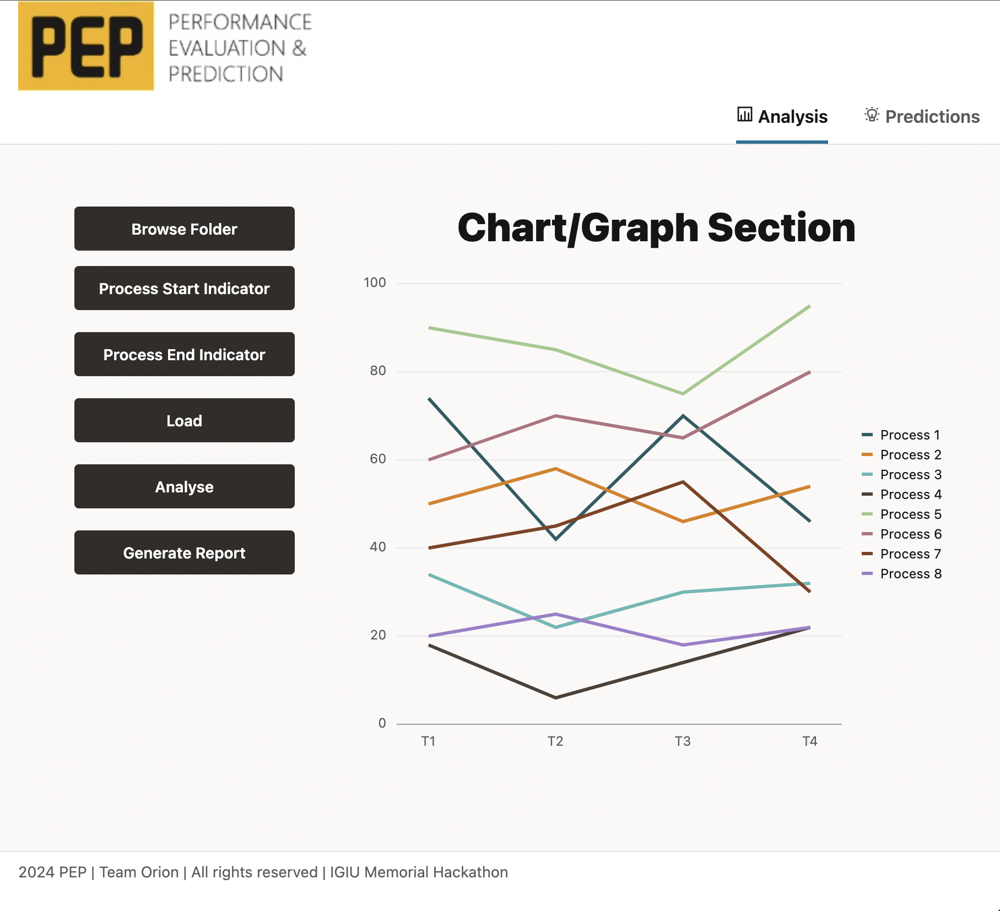 PEP
PERFORMANCE
EVALUATION &
PREDICTION
Analysis
Predictions
Browse Folder
Process Start Indicator
Process End Indicator
Load
Analyse
Generate Report
Chart/Graph Section
100
80
60
40
20
0
T1 T2 T3 T4
Process 1
Process 2
Process 3
Process 4
Process 5
Process 6
Process 7
Process 8
2024 PEP | Team Orion | All rights reserved | IGIU Memorial Hackathon